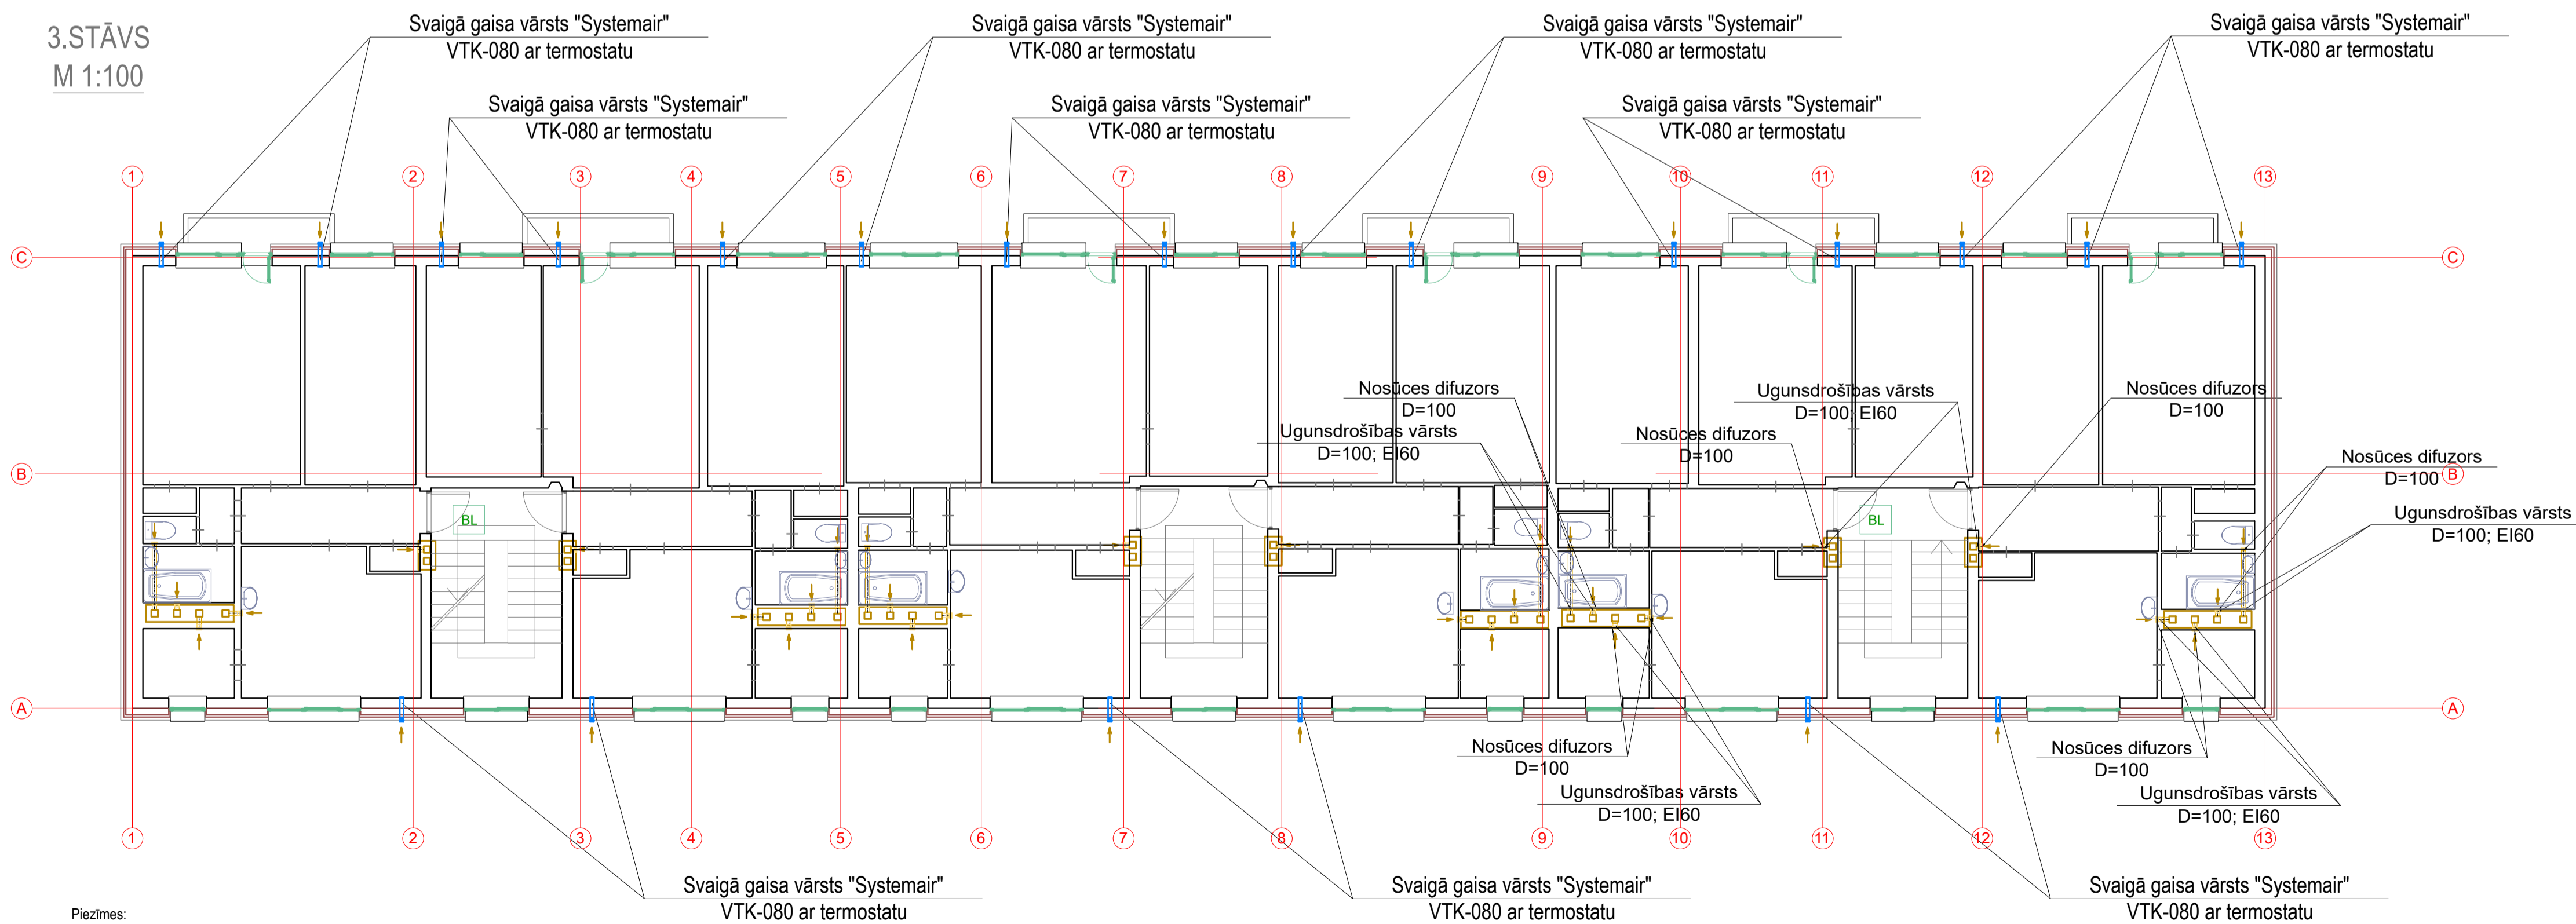 3.STĀVS
M 1:100
Svaigā gaisa vārsts "Systemair"
VTK-080 ar termostatu
Svaigā gaisa vārsts "Systemair"
VTK-080 ar termostatu
Svaigā gaisa vārsts "Systemair"
VTK-080 ar termostatu
Svaigā gaisa vārsts "Systemair"
VTK-080 ar termostatu
Svaigā gaisa vārsts "Systemair"
VTK-080 ar termostatu
Svaigā gaisa vārsts "Systemair"
VTK-080 ar termostatu
Svaigā gaisa vārsts "Systemair"
VTK-080 ar termostatu
1 2 3 4 5 6 7 8 9 10 11 12 13
C C
Nosūces difuzors
D=100
Ugunsdrošības vārsts
D=100; EI60
Nosūces difuzors
D=100
Ugunsdrošības vārsts
D=100; EI60
Nosūces difuzors
D=100
B B
Nosūces difuzors
D=100
Ugunsdrošības vārsts
D=100; EI60
BL BL
A A
Nosūces difuzors
D=100
Ugunsdrošības vārsts
D=100; EI60
Nosūces difuzors
D=100
Ugunsdrošības vārsts
D=100; EI60
1 2 3 4 5 6 7 8 9 10 11 12 13
Svaigā gaisa vārsts "Systemair"
VTK-080 ar termostatu
Svaigā gaisa vārsts "Systemair"
VTK-080 ar termostatu
Svaigā gaisa vārsts "Systemair"
VTK-080 ar termostatu
Piezīmes: